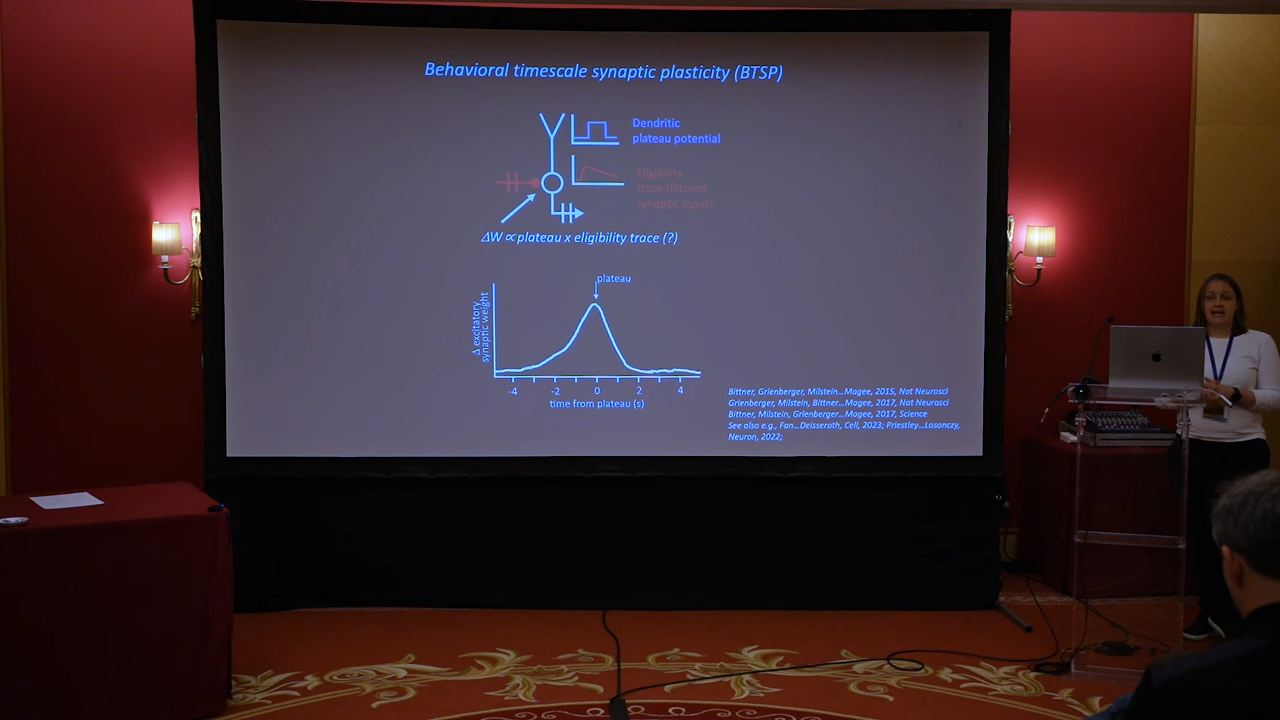 Behavioral timescale synaptic plasticity (BTSP)
Dendritic
plateau potential
Eligibility
trace (filtered
synaptic input)
ΔW ∝ plateau x eligibility trace (?)
plateau
Δ excitatory
synaptic weight
-4 -2 0 2 4
time from plateau (s)
Bittner, Grienberger, Milstein...Magee, 2015, Nat Neurosci
Grienberger, Milstein, Bittner...Magee, 2017, Nat Neurosci
Bittner, Milstein, Grienberger...Magee, 2017, Science
See also e.g., Fan...Deisseroth, Cell, 2023; Priestley...Losonczy,
Neuron, 2022;